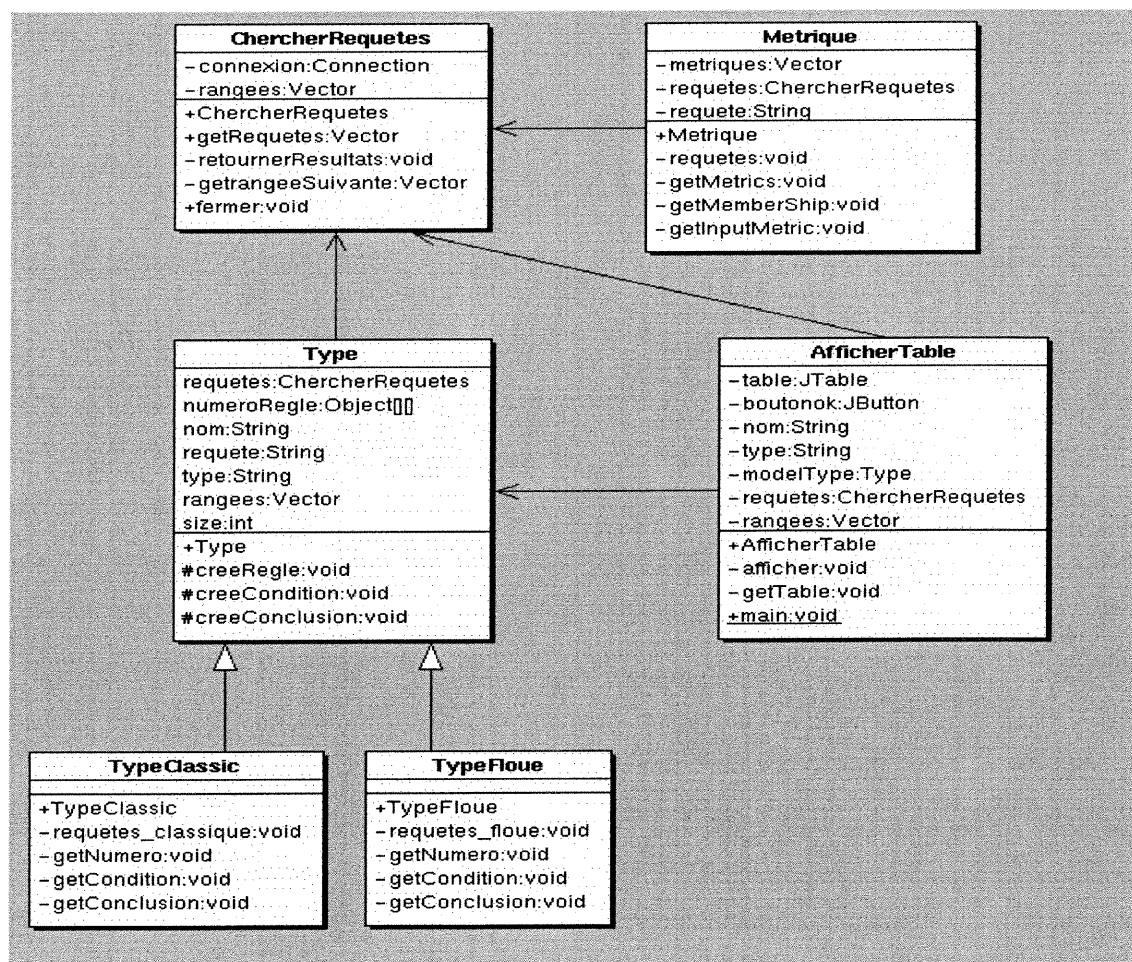 ChercherRequetes
-connexion:Connection
-rangees:Vector
+ChercherRequetes
+getRequetes:Vector
-retournerResultats:void
-getrangeeSuivante:Vector
+fermer:void
Metrique
-metriques:Vector
-requetes:ChercherRequetes
-requete:String
+Metrique
-requetes:void
-getMetrics:void
-getMemberShip:void
-getInputMetric:void
Type
requetes:ChercherRequetes
numeroRegle:Object[][]
nom:String
requete:String
type:String
rangees:Vector
size:int
+Type
#creeRegle:void
#creeCondition:void
#creeConclusion:void
AfficherTable
-table:JTable
-boutonok:JButton
-nom:String
-type:String
-modelType:Type
-requetes:ChercherRequetes
-rangees:Vector
+AfficherTable
-afficher:void
-getTable:void
+main:void
TypeClassic
+TypeClassic
-requetes_classique:void
-getNumero:void
-getCondition:void
-getConclusion:void
TypeFloue
+TypeFloue
-requetes_floue:void
-getNumero:void
-getCondition:void
-getConclusion:void